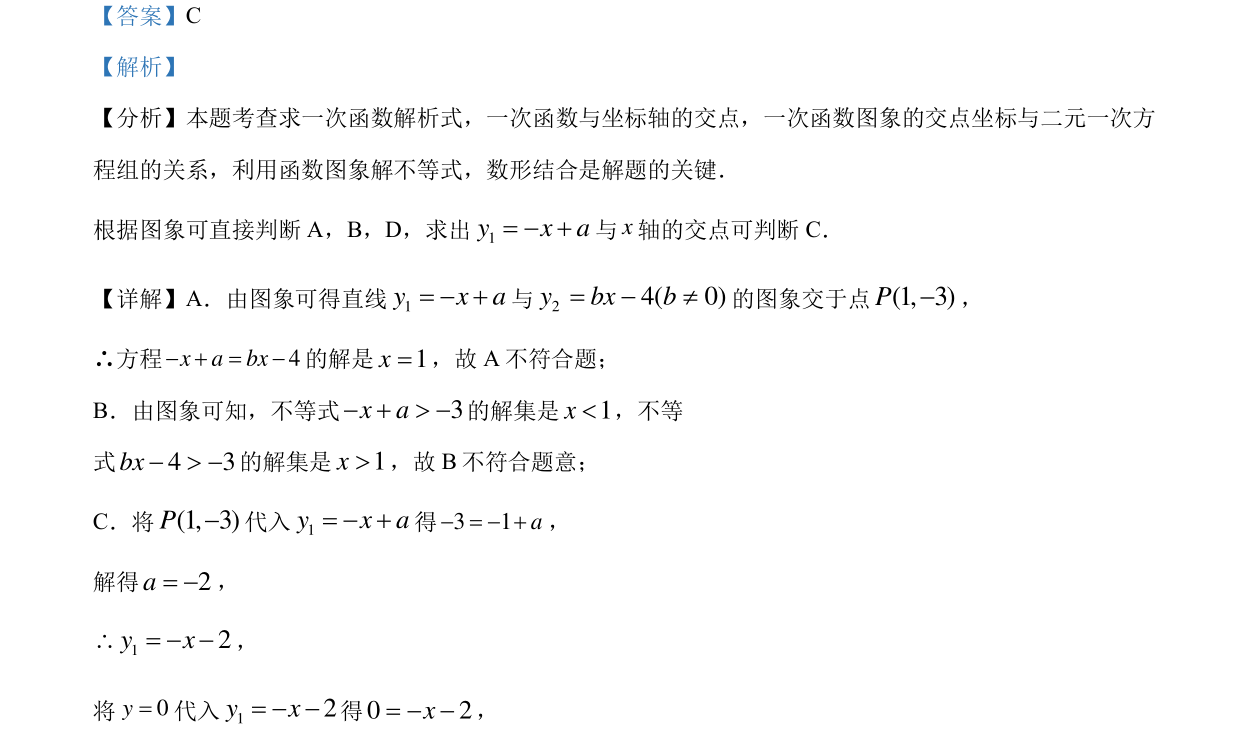 【答案】C
【解析】
【分析】本题考查求一次函数解析式，一次函数与坐标轴的交点，一次函数图象的交点坐标与二元一次方
程组的关系，利用函数图象解不等式，数形结合是解题的关键．
根据图象可直接判断 A，B，D，求出 y₁ = −x + a 与 x 轴的交点可判断 C．
【详解】A．由图象可得直线 y₁ = −x + a 与 y₂ = bx − 4(b ≠ 0) 的图象交于点 P(1, −3)，
∴方程 −x + a = bx − 4 的解是 x = 1，故 A 不符合题；
B．由图象可知，不等式 −x + a > −3 的解集是 x < 1，不等
式 bx − 4 > −3 的解集是 x > 1，故 B 不符合题意；
C．将 P(1, −3) 代入 y₁ = −x + a 得 −3 = −1 + a，
解得 a = −2，
∴ y₁ = −x − 2，
将 y = 0 代入 y₁ = −x − 2 得 0 = −x − 2，